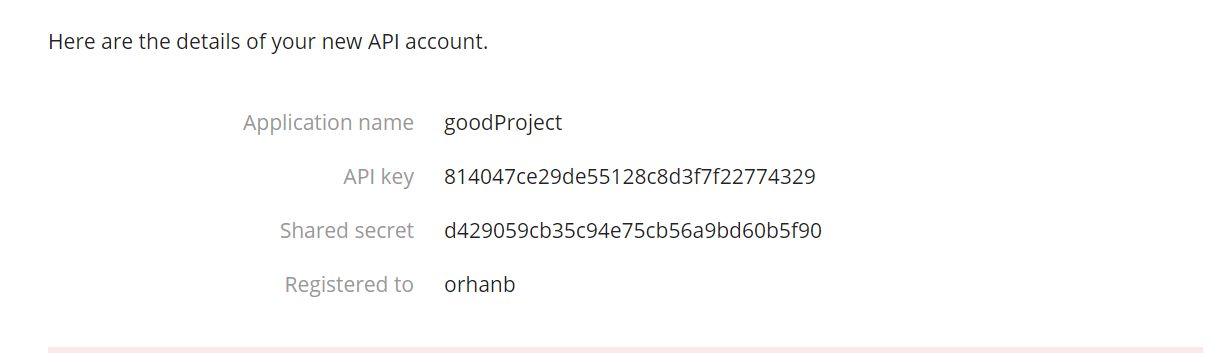 Here are the details of your new API account.
Application name goodProject
API key 814047ce29de55128c8d3f7f22774329
Shared secret d429059cb35c94e75cb56a9bd60b5f90
Registered to orhanb